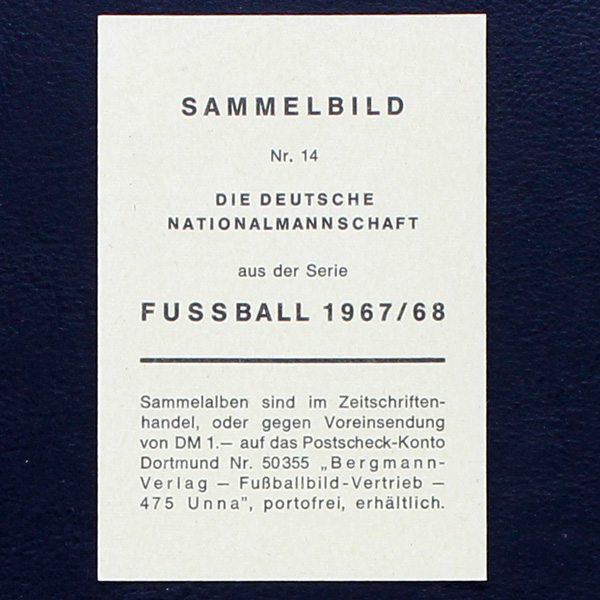 SAMMELBILD
Nr. 14
DIE DEUTSCHE
NATIONALMANNSCHAFT
aus der Serie
FUSSBALL 1967/68
Sammelalben sind im Zeitschriften-
handel, oder gegen Voreinsendung
von DM 1.— auf das Postscheck-Konto
Dortmund Nr. 50355 „Bergmann-
Verlag — Fußballbild-Vertrieb —
475 Unna”, portofrei, erhältlich.